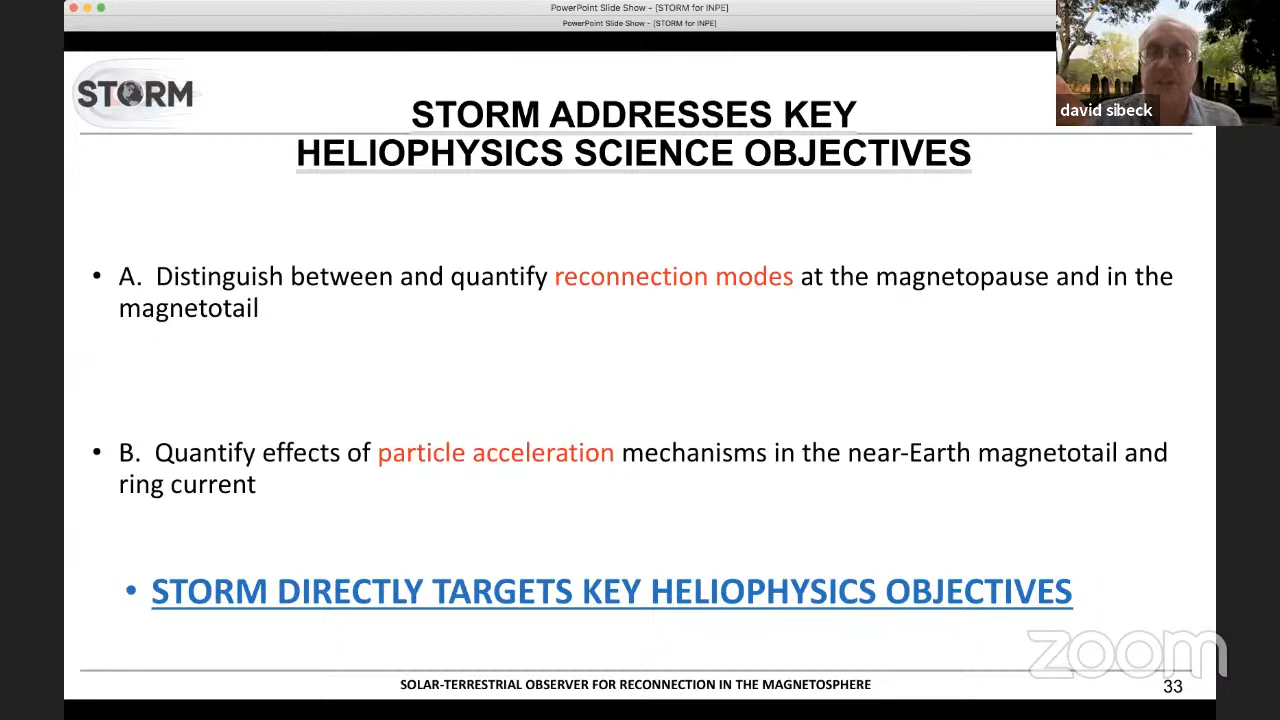 PowerPoint Slide Show - [STORM for INPE]
PowerPoint Slide Show - [STORM for INPE]
STORM
david sibeck
STORM ADDRESSES KEY
HELIOPHYSICS SCIENCE OBJECTIVES
• A. Distinguish between and quantify reconnection modes at the magnetopause and in the
magnetotail
• B. Quantify effects of particle acceleration mechanisms in the near-Earth magnetotail and
ring current
• STORM DIRECTLY TARGETS KEY HELIOPHYSICS OBJECTIVES
zoom
SOLAR-TERRESTRIAL OBSERVER FOR RECONNECTION IN THE MAGNETOSPHERE
33